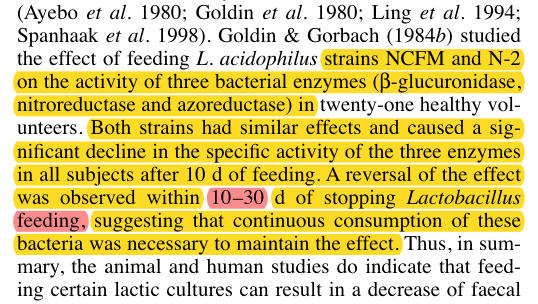 (Ayebo et al. 1980; Goldin et al. 1980; Ling et al. 1994;
Spanhaak et al. 1998). Goldin & Gorbach (1984b) studied
the effect of feeding L. acidophilus strains NCFM and N-2
on the activity of three bacterial enzymes (β-glucuronidase,
nitroreductase and azoreductase) in twenty-one healthy vol-
unteers. Both strains had similar effects and caused a sig-
nificant decline in the specific activity of the three enzymes
in all subjects after 10 d of feeding. A reversal of the effect
was observed within 10–30 d of stopping Lactobacillus
feeding, suggesting that continuous consumption of these
bacteria was necessary to maintain the effect. Thus, in sum-
mary, the animal and human studies do indicate that feed-
ing certain lactic cultures can result in a decrease of faecal